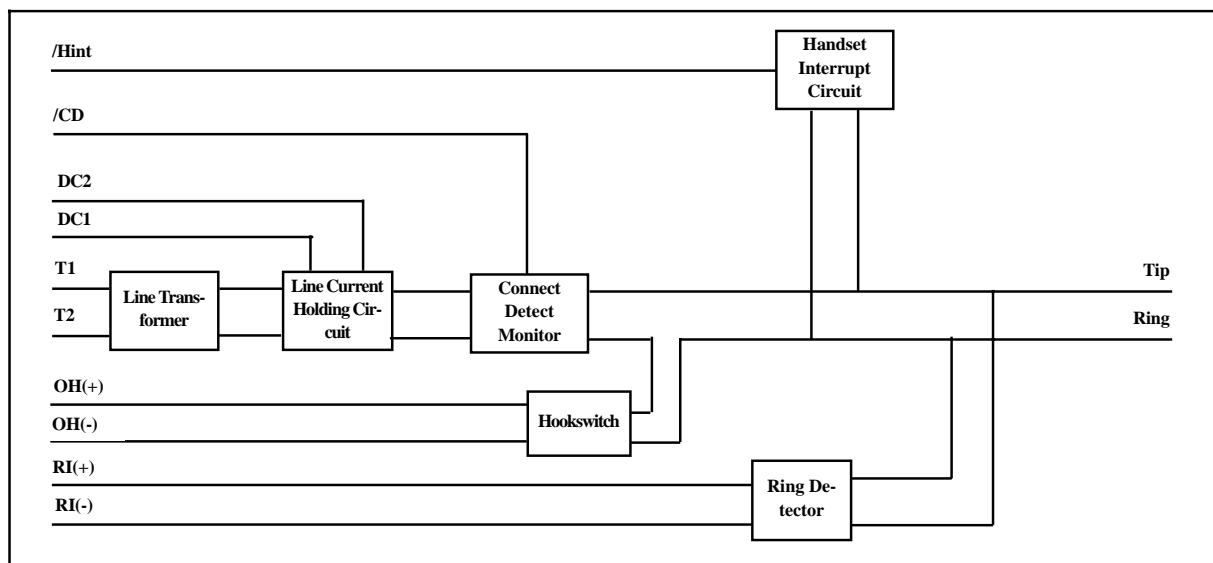 /Hint
Handset
Interrupt
Circuit
/CD
DC2
DC1
T1
T2
Line Trans-
former
Line Current
Holding Cir-
cuit
Connect
Detect
Monitor
Tip
Ring
OH(+)
OH(-)
Hookswitch
RI(+)
RI(-)
Ring De-
tector